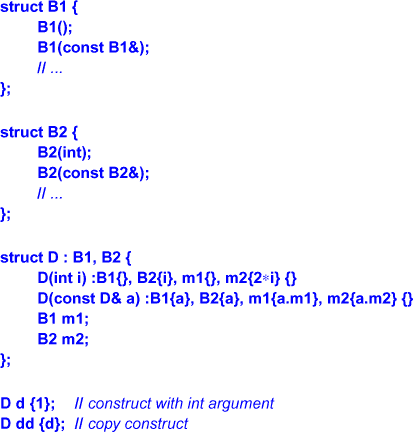 struct B1 {
B1();
B1(const B1&);
// ...
};
struct B2 {
B2(int);
B2(const B2&);
// ...
};
struct D : B1, B2 {
D(int i) :B1{}, B2{i}, m1{}, m2{2∗i} {}
D(const D& a) :B1{a}, B2{a}, m1{a.m1}, m2{a.m2} {}
B1 m1;
B2 m2;
};
D d {1}; // construct with int argument
D dd {d}; // copy construct